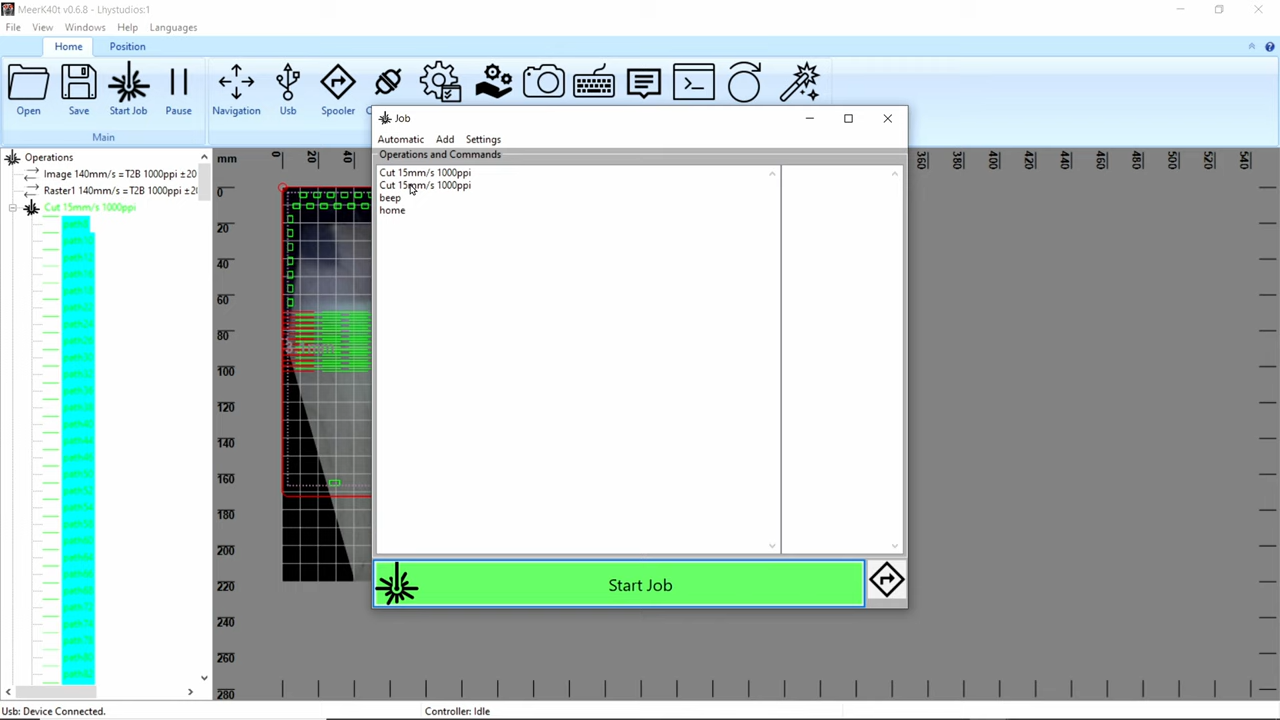 MeerK40t v0.6.8 - Lhystudios:1
File View Windows Help Languages
Home Position
Open Save Start Job Pause Navigation Usb Spooler
Main
Job
Automatic Add Settings
Operations and Commands
Cut 15mm/s 1000ppi
Cut 15mm/s 1000ppi
beep
home
Start Job
Operations
Image 140mm/s =T2B 1000ppi ±20
Raster1 140mm/s =T2B 1000ppi ±20
Cut 15mm/s 1000ppi
mm
0 20 40 360 380 400 420 440 460 480 500 520 540
0
20
40
60
80
100
120
140
160
180
200
220
240
260
280
Usb: Device Connected.
Controller: Idle